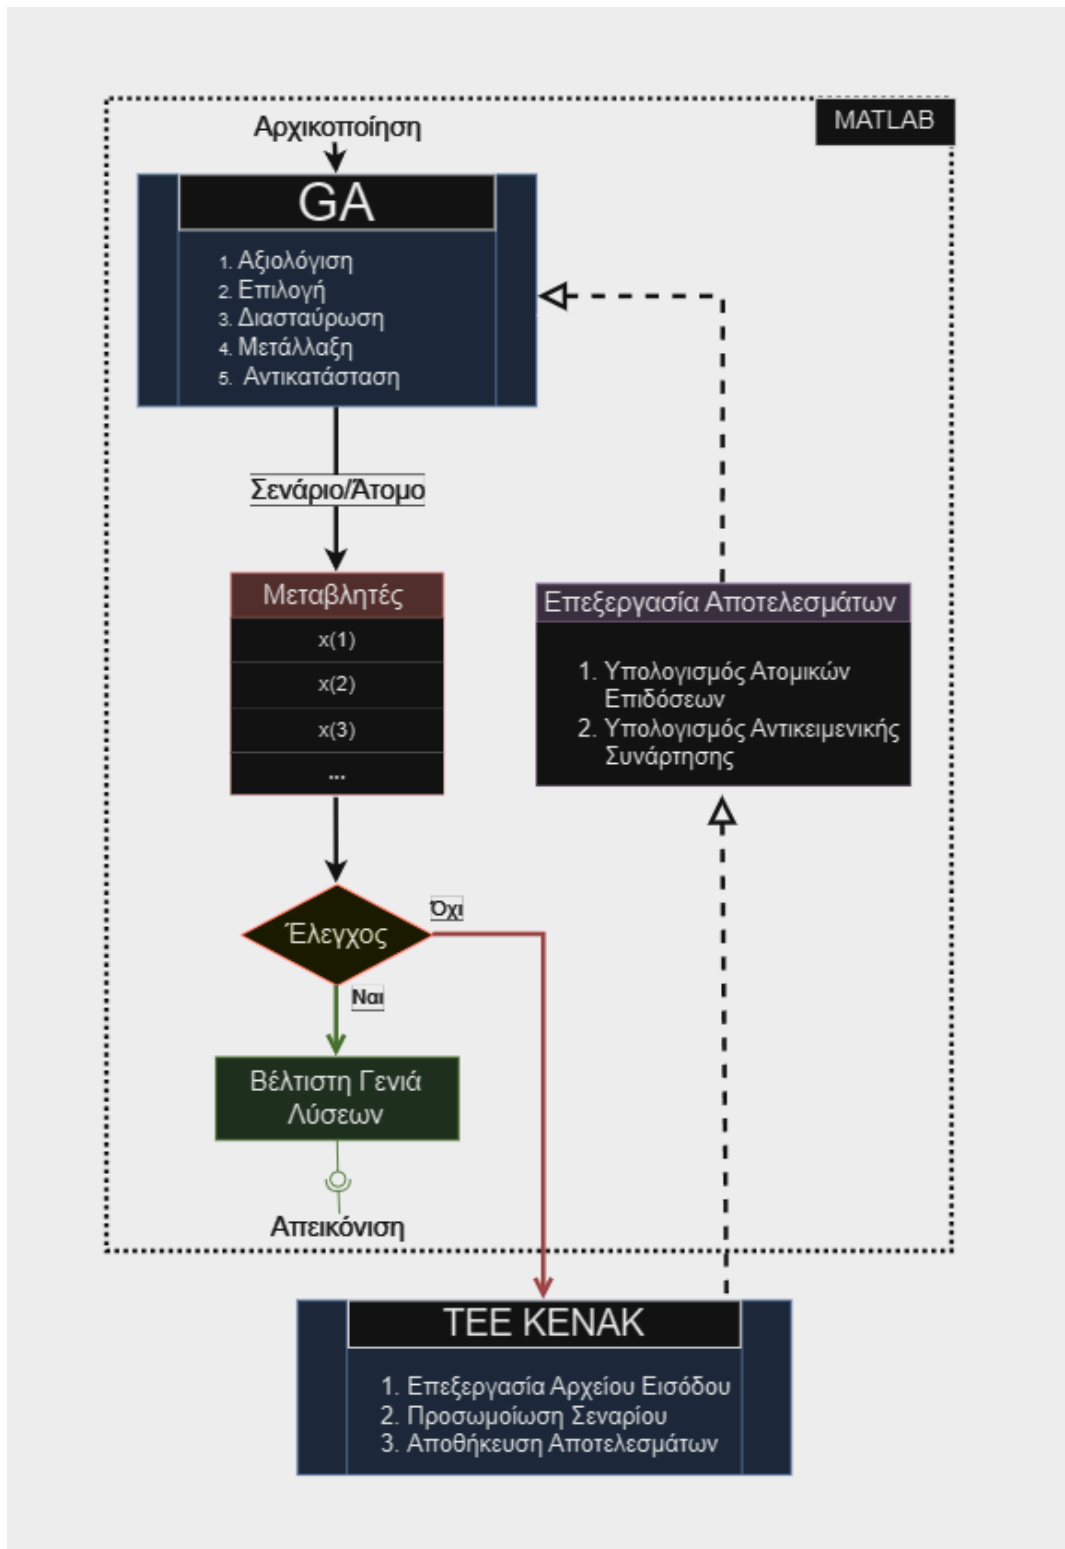 MATLAB
Αρχικοποίηση
GA
1. Αξιολόγιση
2. Επιλογή
3. Διασταύρωση
4. Μετάλλαξη
5. Αντικατάσταση
Σενάριο/Άτομο
Μεταβλητές
x(1)
x(2)
x(3)
...
Επεξεργασία Αποτελεσμάτων
1. Υπολογισμός Ατομικών
Επιδόσεων
2. Υπολογισμός Αντικειμενικής
Συνάρτησης
Έλεγχος
Όχι
Ναι
Βέλτιστη Γενιά
Λύσεων
Απεικόνιση
TEE KENAK
1. Επεξεργασία Αρχείου Εισόδου
2. Προσωμοίωση Σεναρίου
3. Αποθήκευση Αποτελεσμάτων